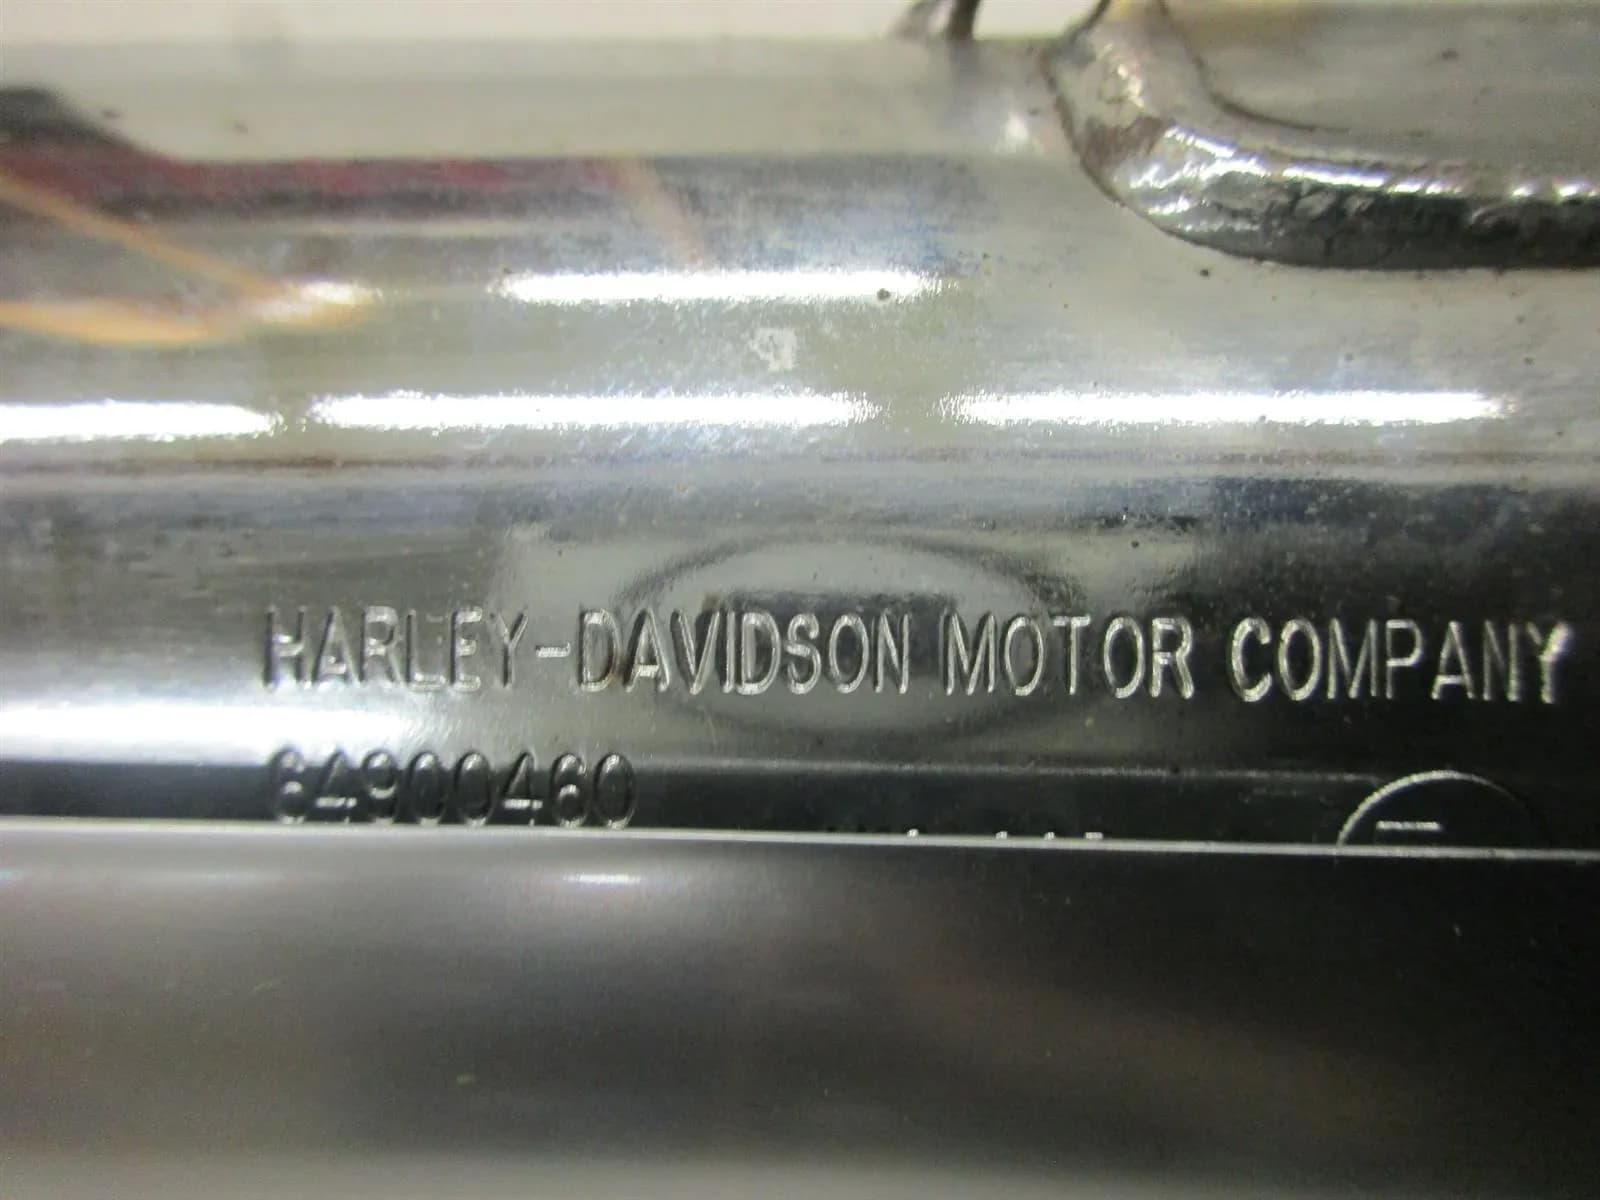 HARLEY-DAVIDSON MOTOR COMPANY
64900460